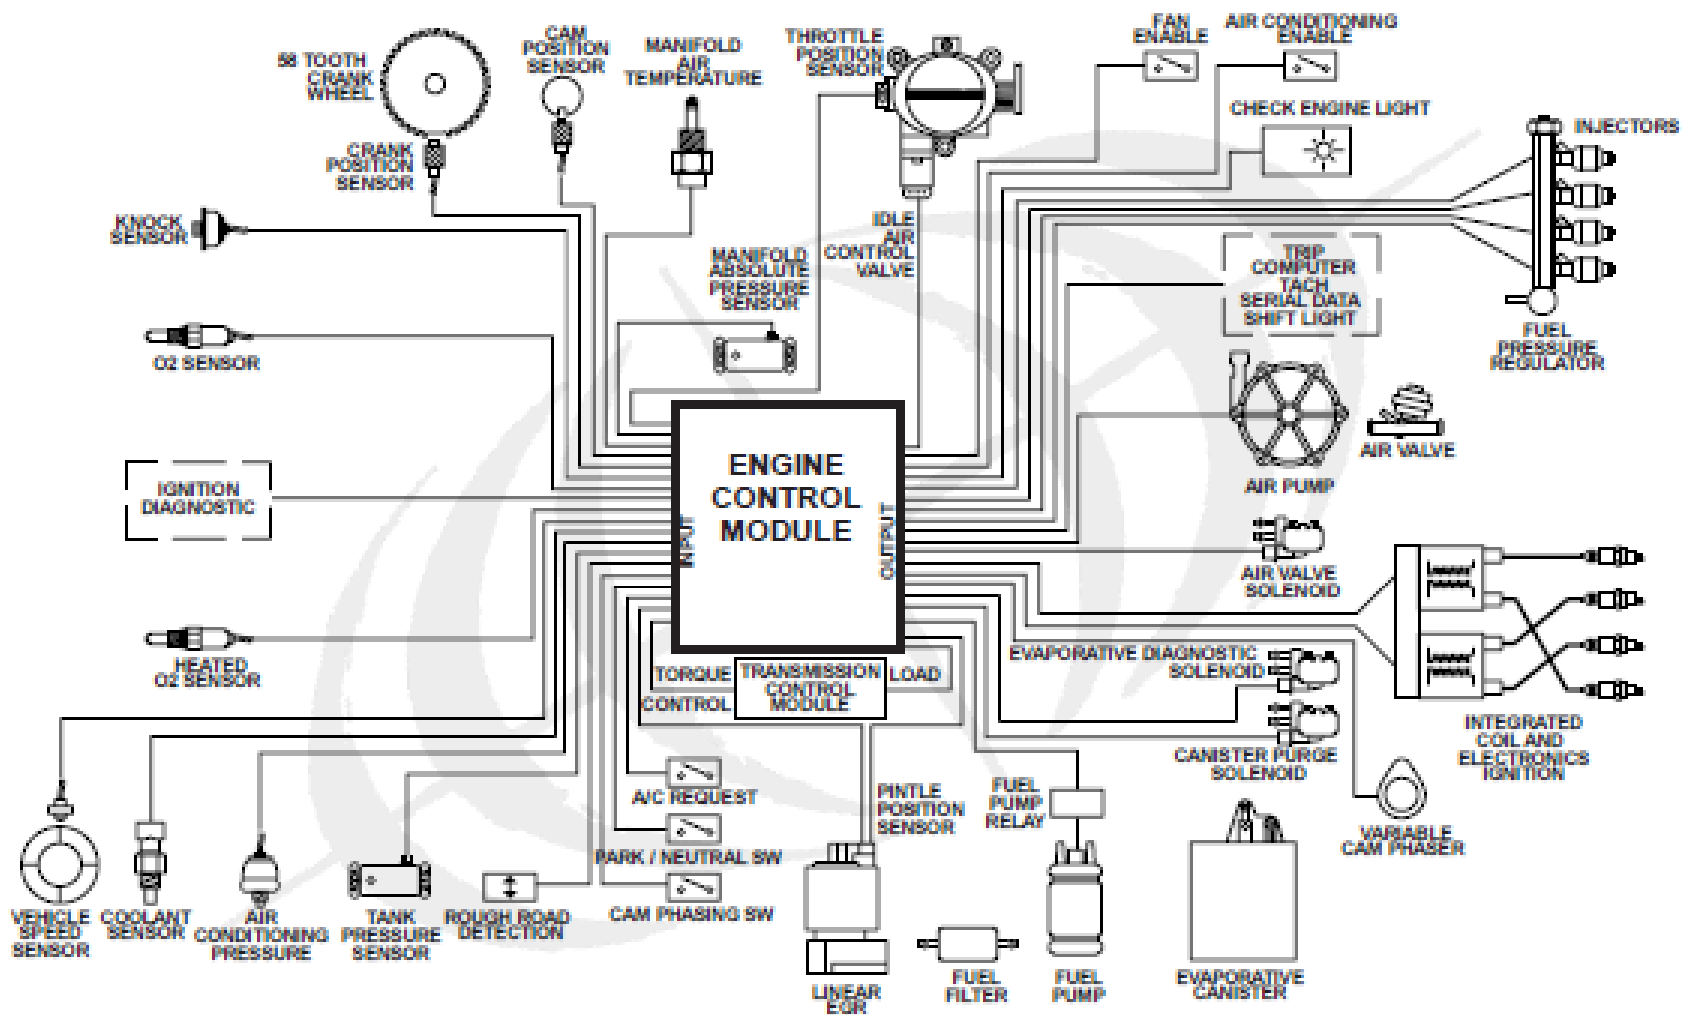 58 TOOTH
CRANK
WHEEL
CRANK
POSITION
SENSOR
CAM
POSITION
SENSOR
MANIFOLD
AIR
TEMPERATURE
THROTTLE
POSITION
SENSOR
FAN
ENABLE
AIR CONDITIONING
ENABLE
CHECK ENGINE LIGHT
INJECTORS
KNOCK
SENSOR
MANIFOLD
ABSOLUTE
PRESSURE
SENSOR
IDLE
AIR
CONTROL
VALVE
TRIP
COMPUTER
TACH
SERIAL DATA
SHIFT LIGHT
FUEL
PRESSURE
REGULATOR
O2 SENSOR
AIR VALVE
AIR PUMP
IGNITION
DIAGNOSTIC
ENGINE
CONTROL
MODULE
INPUT
OUTPUT
AIR VALVE
SOLENOID
HEATED
O2 SENSOR
TORQUE
CONTROL
TRANSMISSION
CONTROL
MODULE
LOAD
EVAPORATIVE DIAGNOSTIC
SOLENOID
CANISTER PURGE
SOLENOID
INTEGRATED
COIL AND
ELECTRONICS
IGNITION
A/C REQUEST
PARK / NEUTRAL SW
CAM PHASING SW
PINTLE
POSITION
SENSOR
FUEL
PUMP
RELAY
VARIABLE
CAM PHASER
VEHICLE
SPEED
SENSOR
COOLANT
SENSOR
AIR
CONDITIONING
PRESSURE
TANK
PRESSURE
SENSOR
ROUGH ROAD
DETECTION
LINEAR
EGR
FUEL
FILTER
FUEL
PUMP
EVAPORATIVE
CANISTER